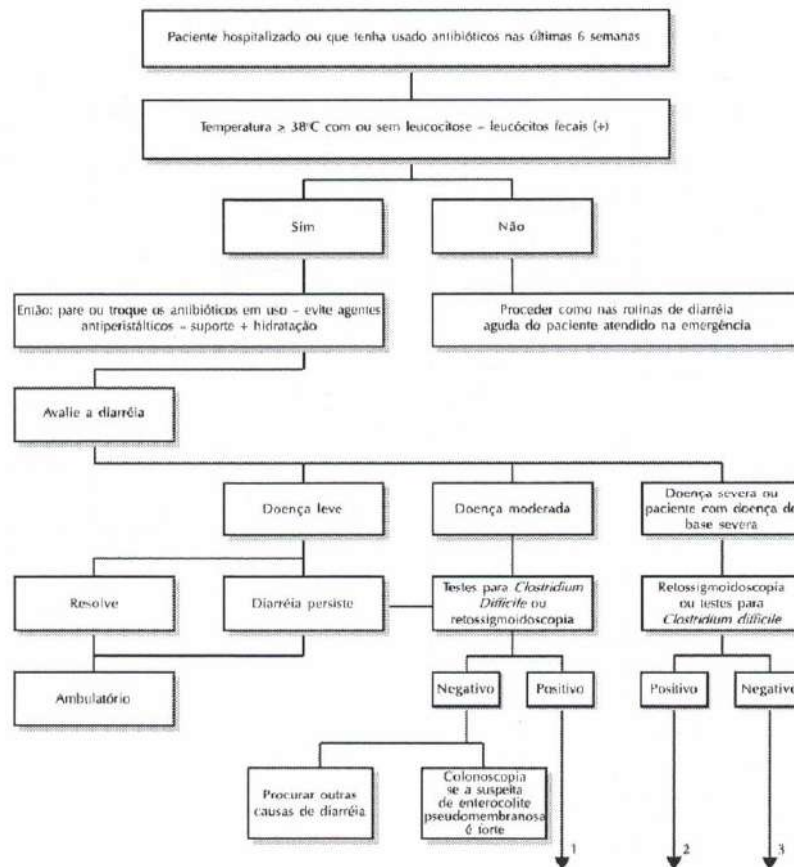 Paciente hospitalizado ou que tenha usado antibióticos nas últimas 6 semanas
Temperatura ≥ 38°C com ou sem leucocitose – leucócitos fecais (+)
Sim
Não
Então: pare ou troque os antibióticos em uso – evite agentes
antiperistálticos – suporte + hidratação
Proceder como nas rotinas de diarréia
aguda do paciente atendido na emergência
Avalie a diarréia
Doença leve
Doença moderada
Doença severa ou
paciente com doença de
base severa
Resolve
Diarréia persiste
Testes para Clostridium
Difficile ou
retossigmoidoscopia
Retossigmoidoscopia
ou testes para
Clostridium difficile
Ambulatório
Negativo
Positivo
Positivo
Negativo
Procurar outras
causas de diarréia
Colonoscopia
se a suspeita
de enterocolite
pseudomembranosa
é forte
1
2
3